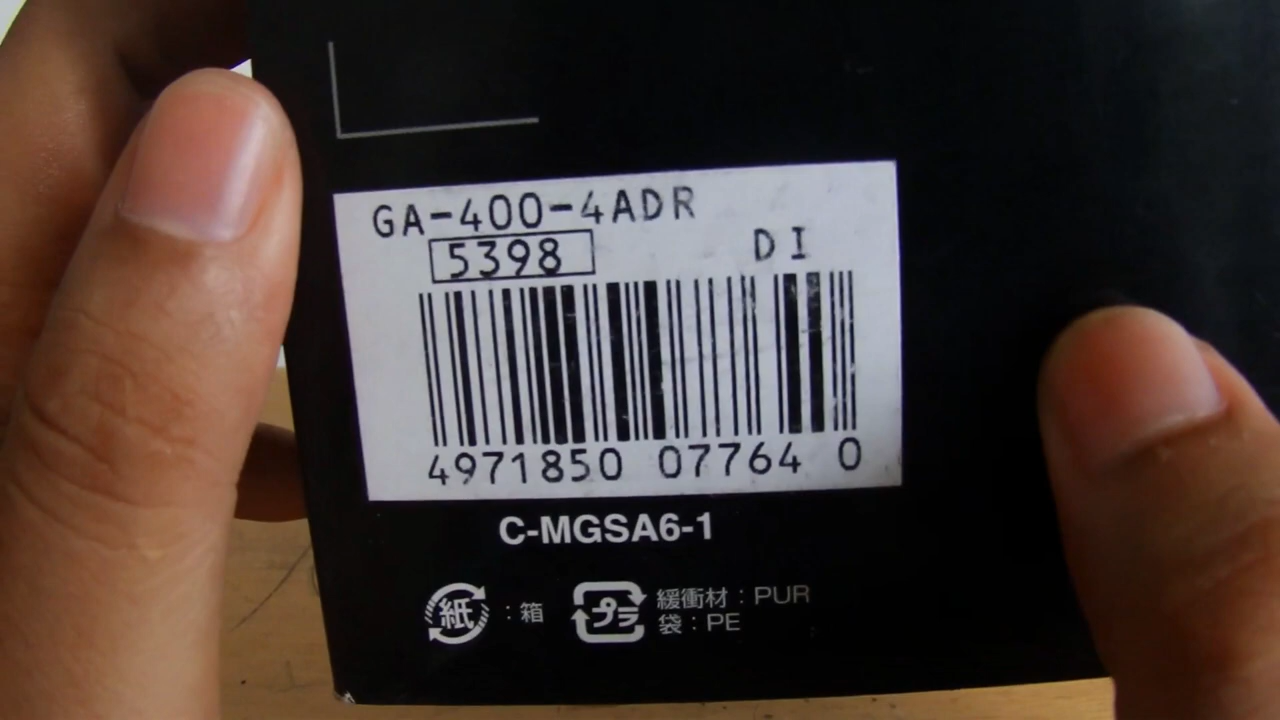 GA-400-4ADR
5398
DI
4971850 07764 0
C-MGSA6-1
紙 : 箱
プラ 緩衝材 : PUR
袋 : PE